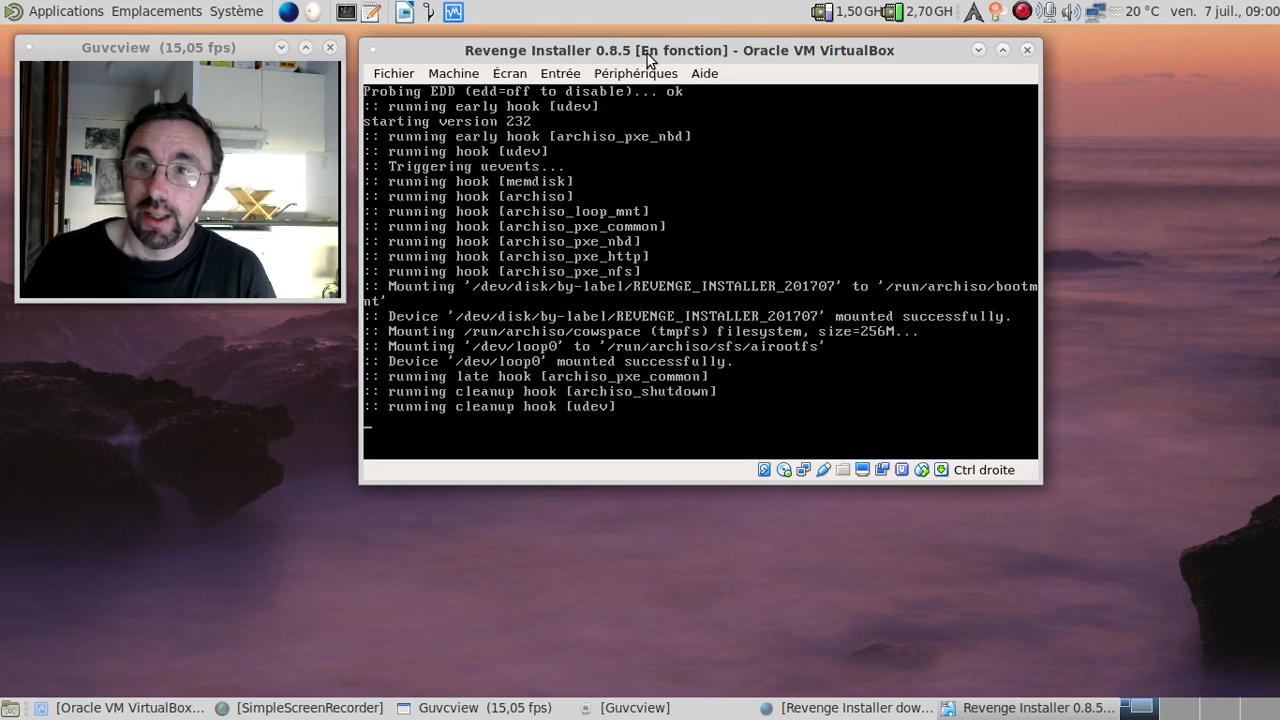 Applications Emplacements Système
1,50GH 2,70GH 20 °C ven. 7 juil., 09:00
Guvcview (15,05 fps)
Revenge Installer 0.8.5 [En fonction] - Oracle VM VirtualBox
Fichier Machine Écran Entrée Périphériques Aide
Probing EDD (edd=off to disable)... ok
:: running early hook [udev]
starting version 232
:: running early hook [archiso_pxe_nbd]
:: running hook [udev]
:: Triggering uevents...
:: running hook [memdisk]
:: running hook [archiso]
:: running hook [archiso_loop_mnt]
:: running hook [archiso_pxe_common]
:: running hook [archiso_pxe_nbd]
:: running hook [archiso_pxe_http]
:: running hook [archiso_pxe_nfs]
:: Mounting '/dev/disk/by-label/REVENGE_INSTALLER_201707' to '/run/archiso/bootm
nt'
:: Device '/dev/disk/by-label/REVENGE_INSTALLER_201707' mounted successfully.
:: Mounting /run/archiso/cowspace (tmpfs) filesystem, size=256M...
:: Mounting '/dev/loop0' to '/run/archiso/sfs/airootfs'
:: Device '/dev/loop0' mounted successfully.
:: running late hook [archiso_pxe_common]
:: running cleanup hook [archiso_shutdown]
:: running cleanup hook [udev]
Ctrl droite
[Oracle VM VirtualBox... [SimpleScreenRecorder] Guvcview (15,05 fps) [Guvcview] [Revenge Installer dow... Revenge Installer 0.8.5...